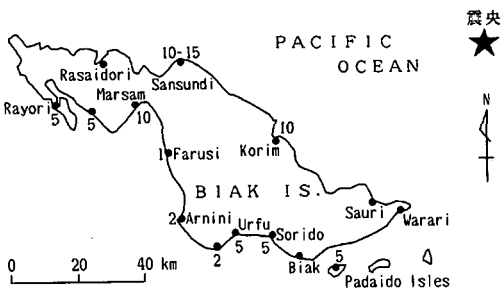 震央
10-15
PACIFIC
OCEAN
Rasaidori
Sansundi
Marsam
Rayori
5
5
10
10
N
1
Farusi
Korim
BIAK IS.
Sauri
Warari
2
Arnini
Urfu
Sorido
2
5
5
Biak
5
Padaido Isles
0 20 40 km